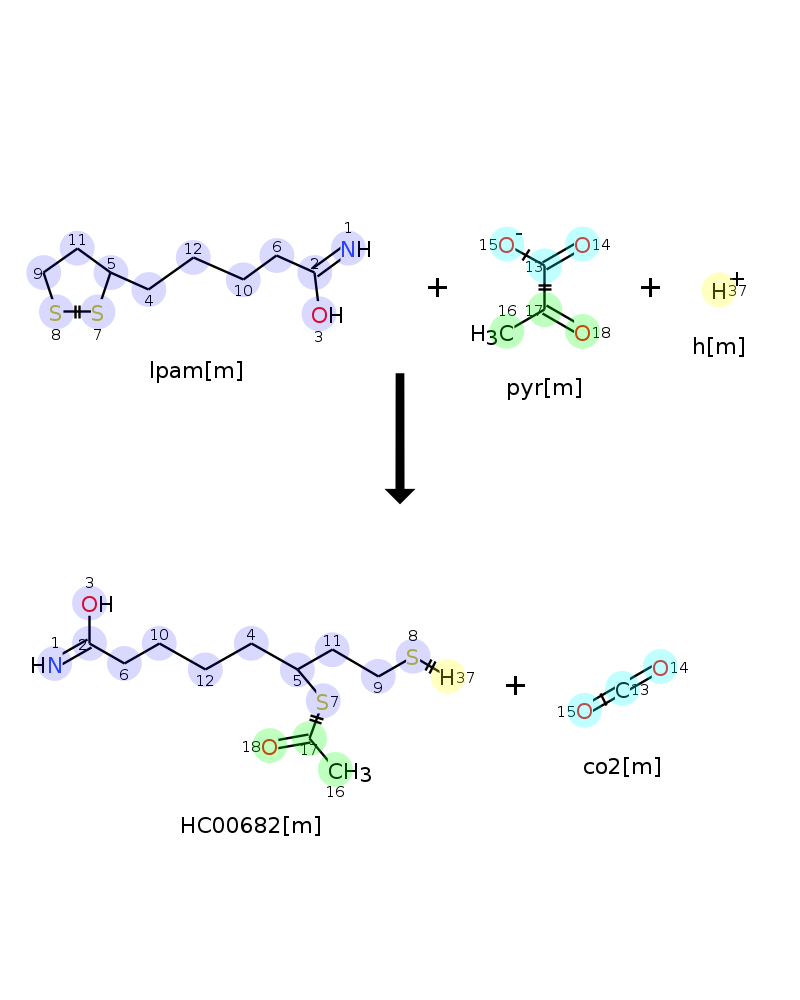 1
11 12 6 NH 15 O - O 14
9 5 2 13
4 10 + + H 37 +
S S OH 16 17
8 7 3 H3C O 18
lpam[m] pyr[m] h[m]
3
OH
1 2 10 4 11 8
HN 6 12 5 9 S H 37 + O 14
S 7 C 13
15 O
18 O 17
CH3
16
co2[m]
HC00682[m]